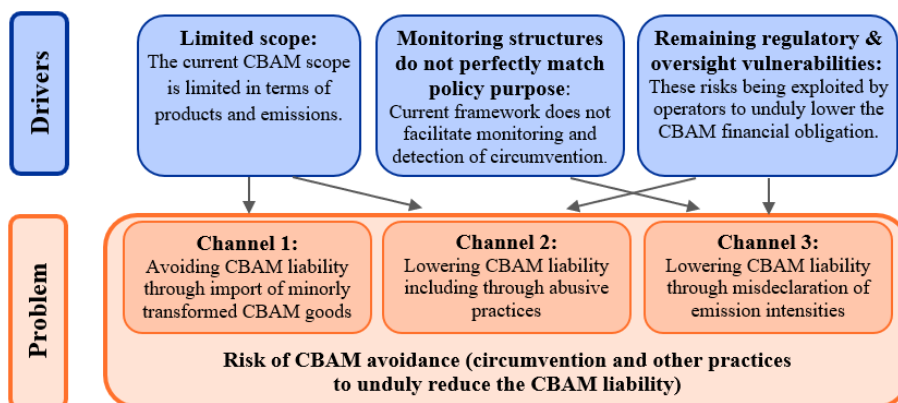 Drivers
Limited scope:
The current CBAM scope
is limited in terms of
products and emissions.
Monitoring structures
do not perfectly match
policy purpose:
Current framework does not
facilitate monitoring and
detection of circumvention.
Remaining regulatory &
oversight vulnerabilities:
These risks being exploited by
operators to unduly lower the
CBAM financial obligation.
Problem
Channel 1:
Avoiding CBAM liability
through import of minorly
transformed CBAM goods
Channel 2:
Lowering CBAM liability
including through abusive
practices
Channel 3:
Lowering CBAM liability
through misdeclaration of
emission intensities
Risk of CBAM avoidance (circumvention and other practices
to unduly reduce the CBAM liability)